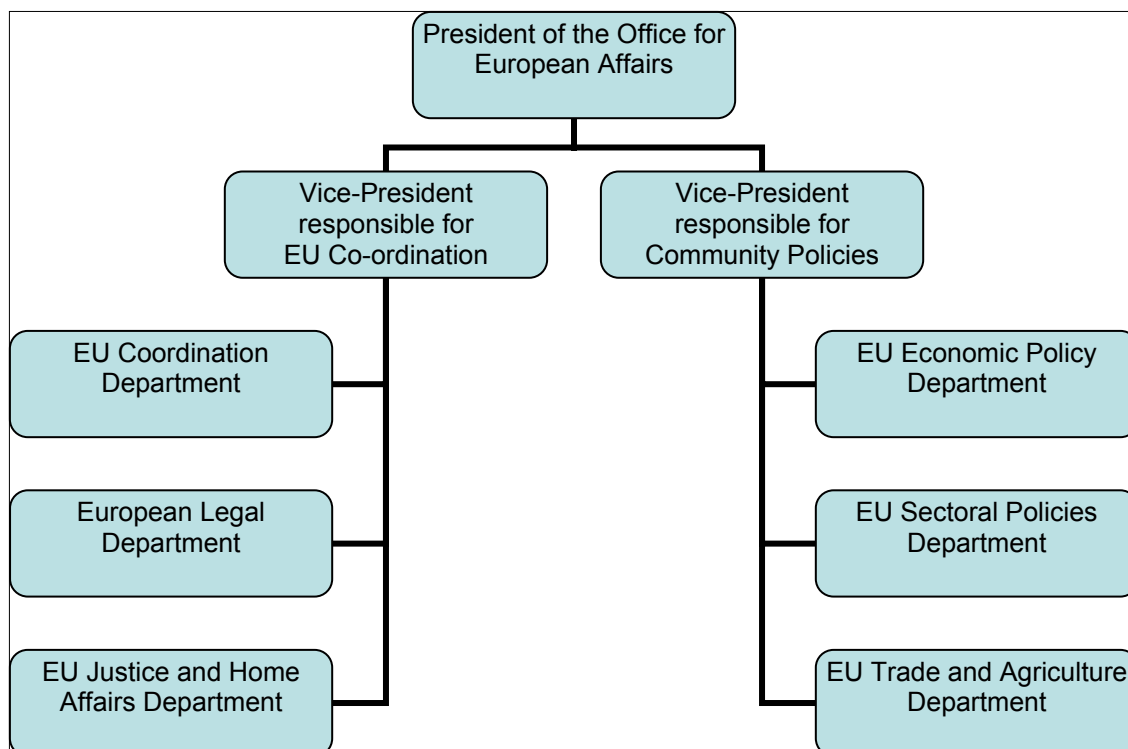 President of the Office for
European Affairs
Vice-President
responsible for
EU Co-ordination
Vice-President
responsible for
Community Policies
EU Coordination
Department
EU Economic Policy
Department
European Legal
Department
EU Sectoral Policies
Department
EU Justice and Home
Affairs Department
EU Trade and Agriculture
Department